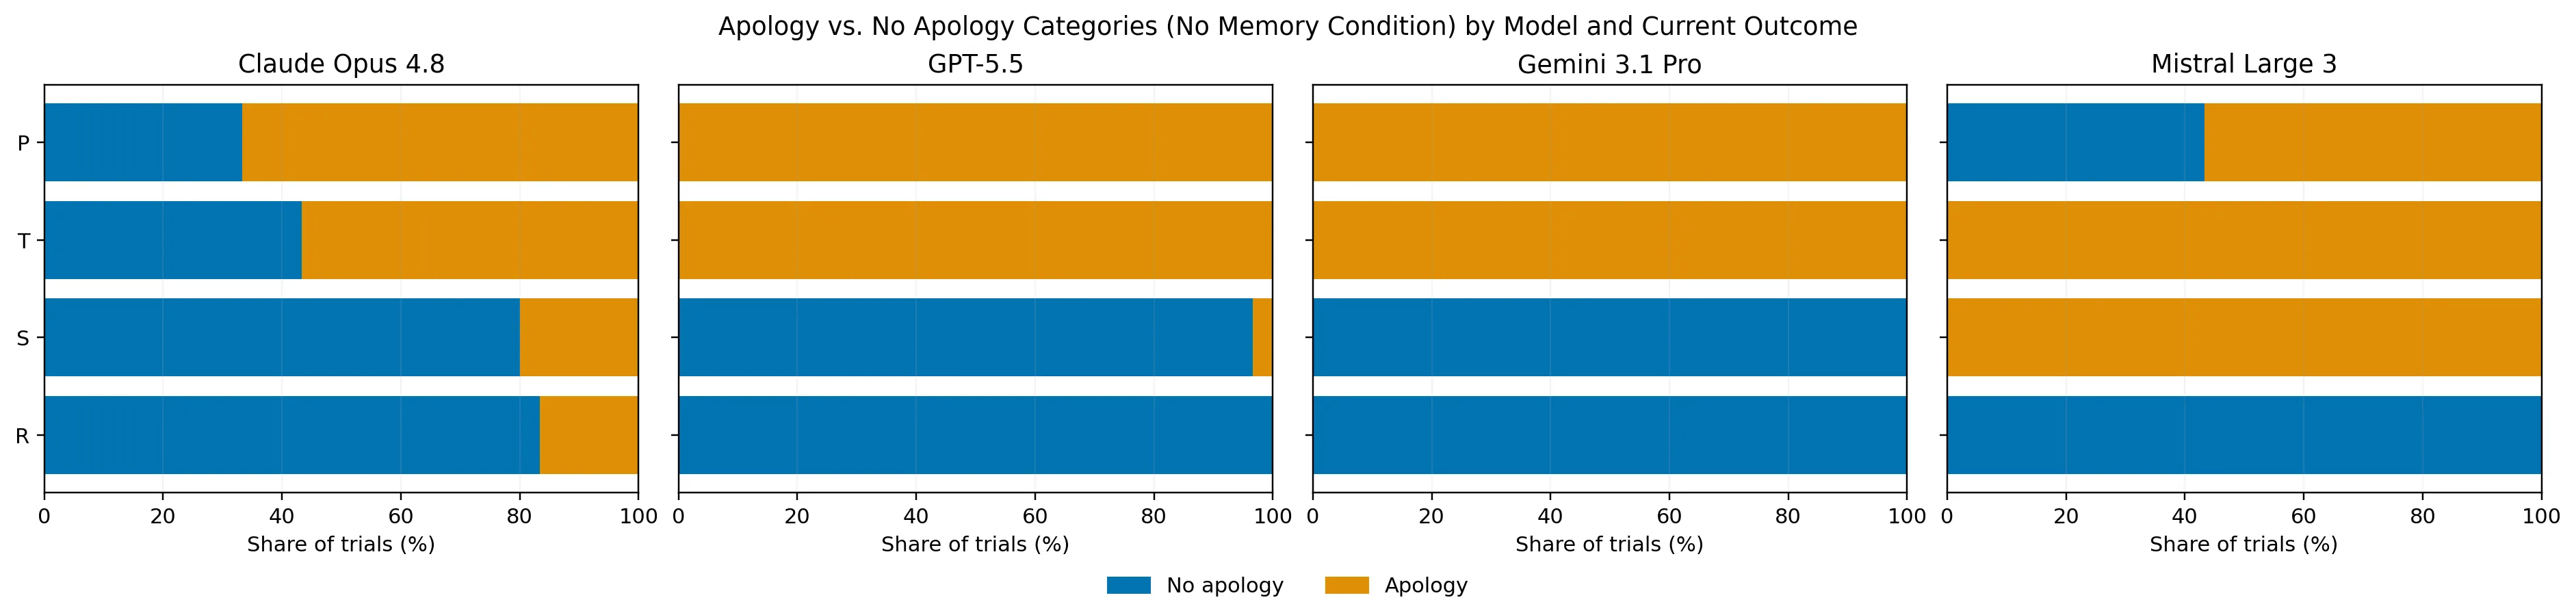 Apology vs. No Apology Categories (No Memory Condition) by Model and Current Outcome
Claude Opus 4.8
GPT-5.5
Gemini 3.1 Pro
Mistral Large 3
P
T
S
R
0 20 40 60 80 100
0 20 40 60 80 100
0 20 40 60 80 100
0 20 40 60 80 100
Share of trials (%)
Share of trials (%)
Share of trials (%)
Share of trials (%)
No apology
Apology